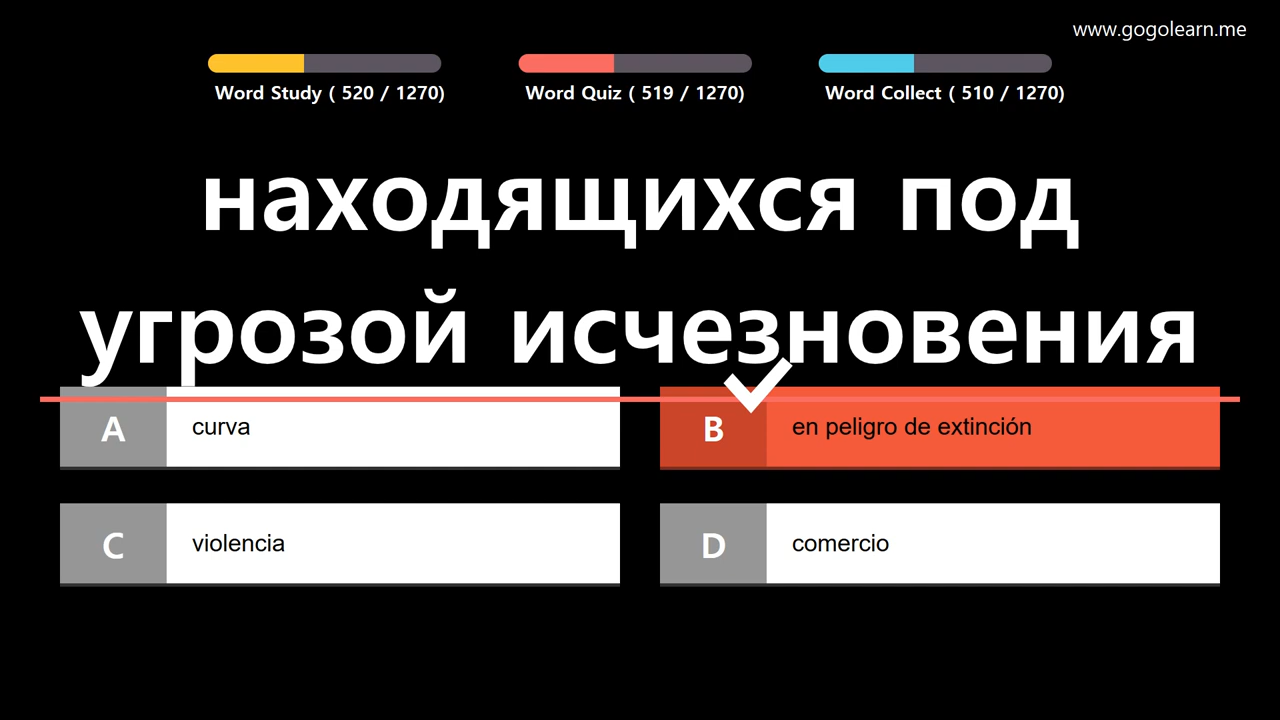 www.gogolearn.me
Word Study ( 520 / 1270)
Word Quiz ( 519 / 1270)
Word Collect ( 510 / 1270)
находящихся под
угрозой исчезновения
A curva
B en peligro de extinción
C violencia
D comercio